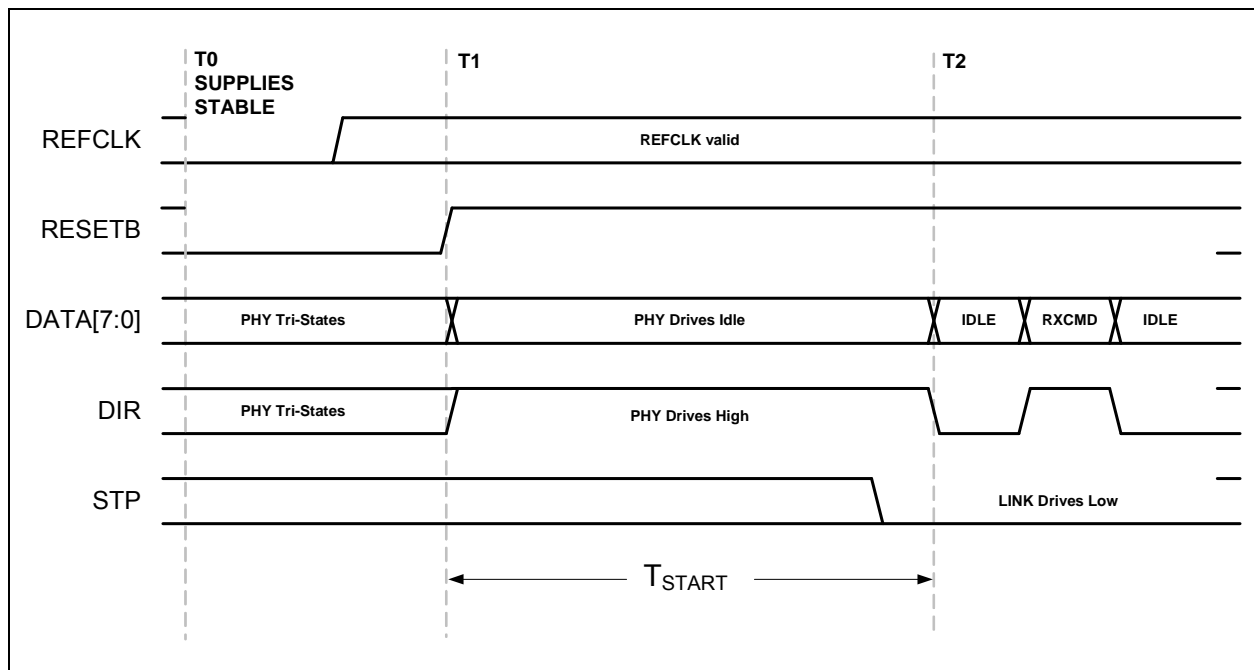 T0
SUPPLIES
STABLE
T1
T2
REFCLK
REFCLK valid
RESETB
DATA[7:0]
PHY Tri-States
PHY Drives Idle
IDLE
RXCMD
IDLE
DIR
PHY Tri-States
PHY Drives High
STP
LINK Drives Low
TSTART